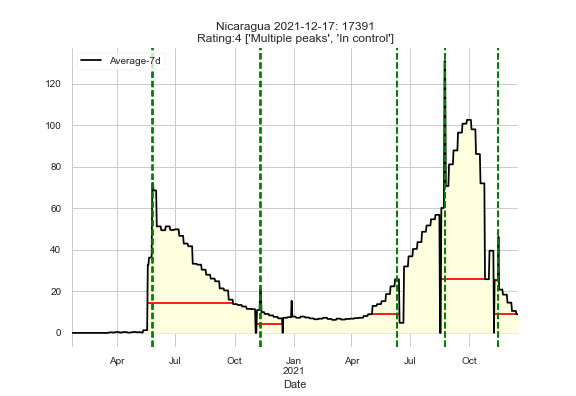 Nicaragua 2021-12-17: 17391
Rating:4 ['Multiple peaks', 'In control']
Average-7d
120
100
80
60
40
20
0
Apr Jul Oct Jan Apr Jul Oct
2021
Date